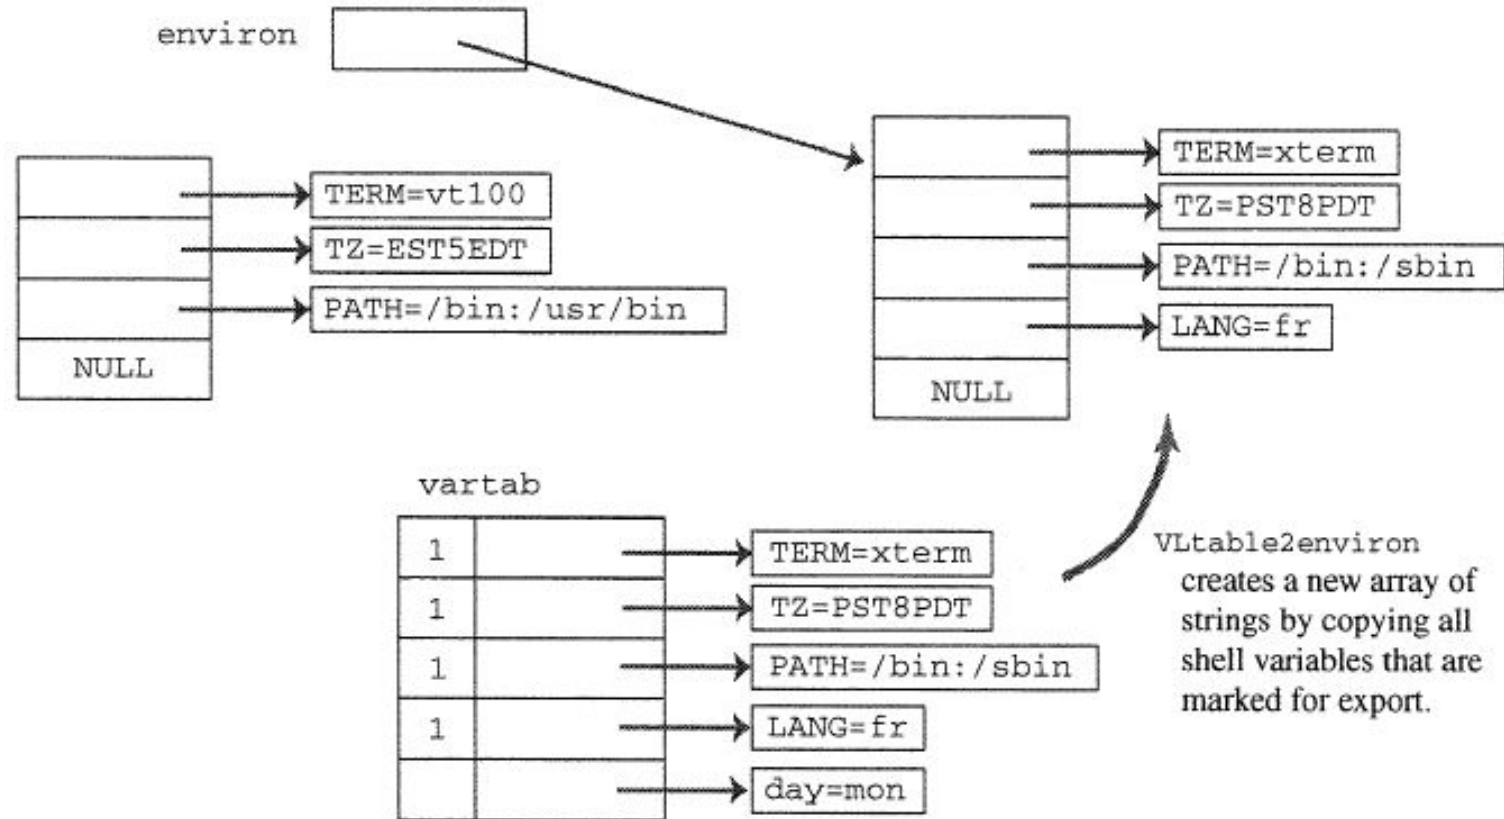 environ
TERM=vt100
TZ=EST5EDT
PATH=/bin:/usr/bin
NULL
TERM=xterm
TZ=PST8PDT
PATH=/bin:/sbin
LANG=fr
NULL
vartab
1
TERM=xterm
1
TZ=PST8PDT
1
PATH=/bin:/sbin
1
LANG=fr
day=mon
VLtable2environ
creates a new array of
strings by copying all
shell variables that are
marked for export.